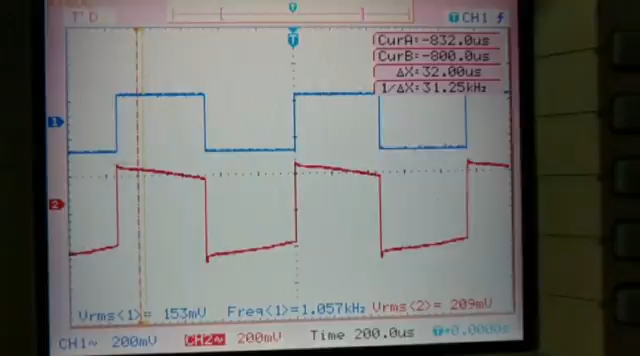 T'D
CH1
CurA=-832.0us
CurB=-800.0us
ΔX=32.00us
1/ΔX=31.25kHz
1
2
Vrms<1>= 153mV Freq<1>=1.057kHz Vrms<2>= 209mV
CH1~ 200mV CH2~ 200mV Time 200.0us T+0.0000s